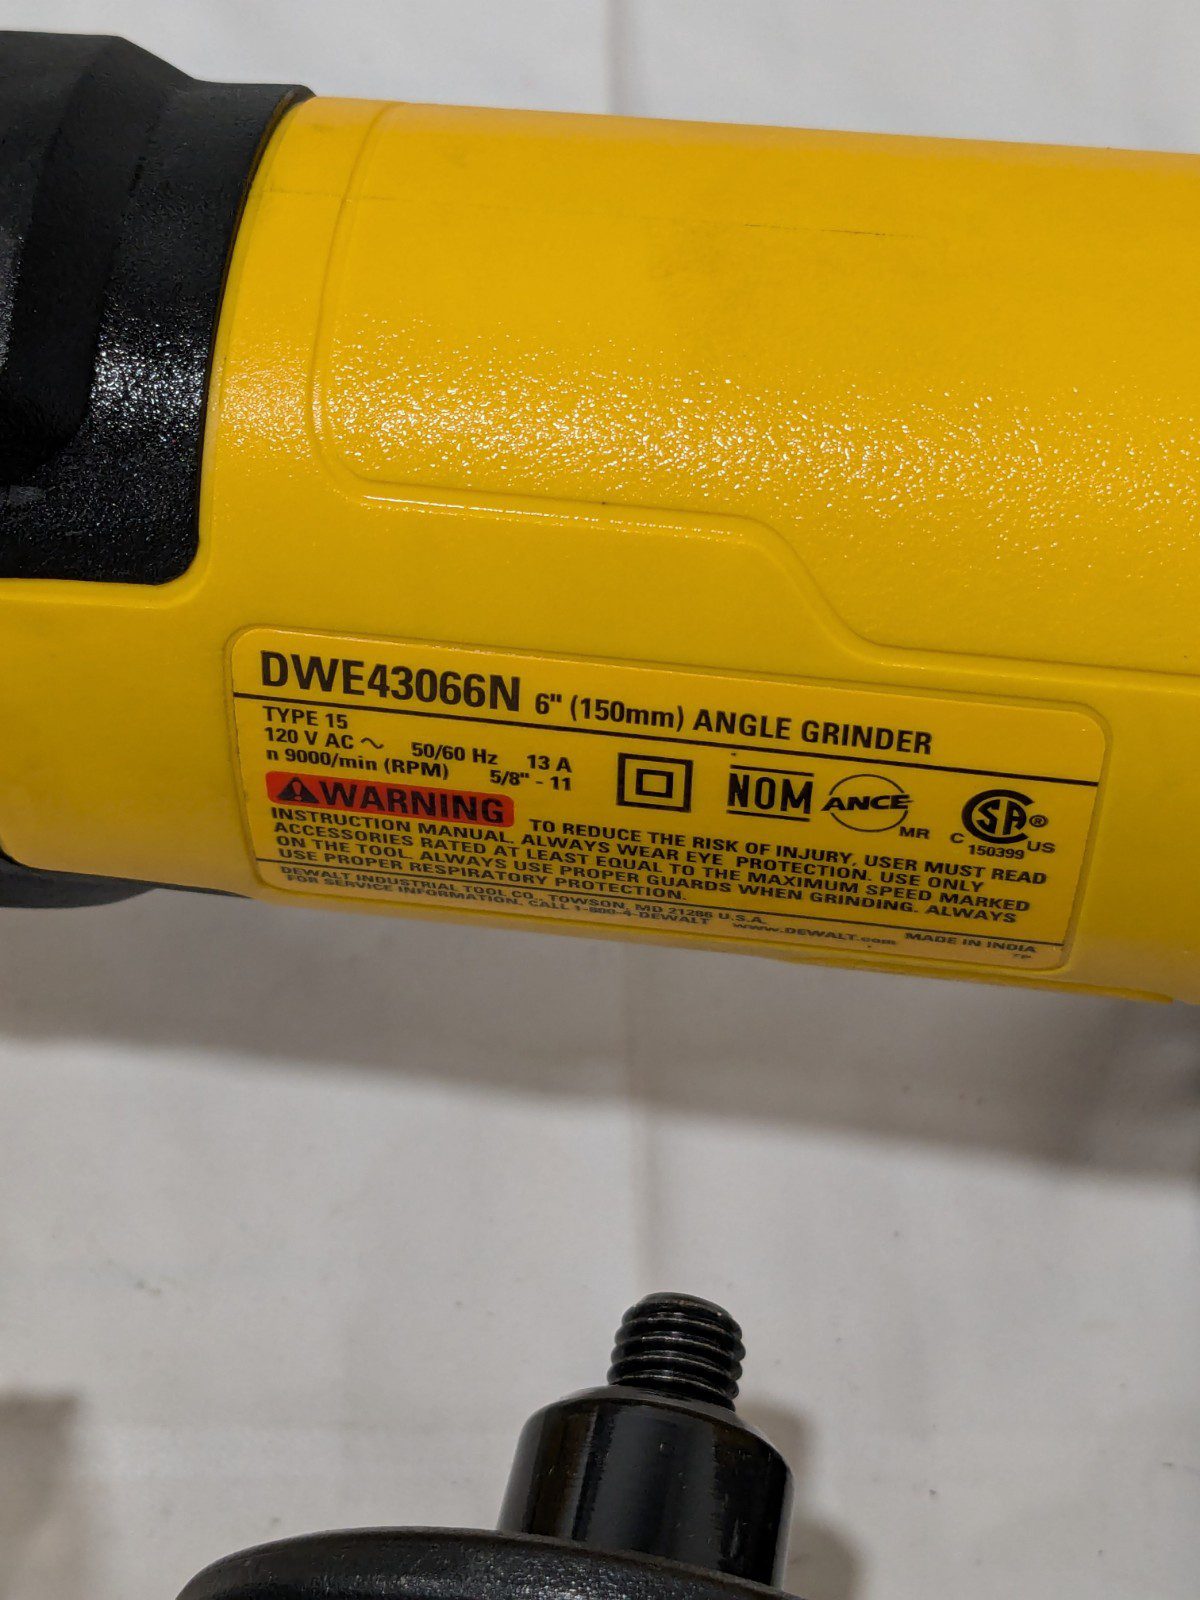 DWE43066N 6" (150mm) ANGLE GRINDER
TYPE 15
120 V AC ~ 50/60 Hz 13 A
n 9000/min (RPM) 5/8" - 11
NOM ANCE MR
C SA ® US
150399
WARNING TO REDUCE THE RISK OF INJURY, USER MUST READ
INSTRUCTION MANUAL. ALWAYS WEAR EYE PROTECTION. USE ONLY
ACCESSORIES RATED AT LEAST EQUAL TO THE MAXIMUM SPEED MARKED
ON THE TOOL. ALWAYS USE PROPER GUARDS WHEN GRINDING. ALWAYS
USE PROPER RESPIRATORY PROTECTION.
DEWALT INDUSTRIAL TOOL CO., TOWSON, MD 21286 U.S.A.
FOR SERVICE INFORMATION, CALL 1-800-4-DEWALT www.DEWALT.com MADE IN INDIA